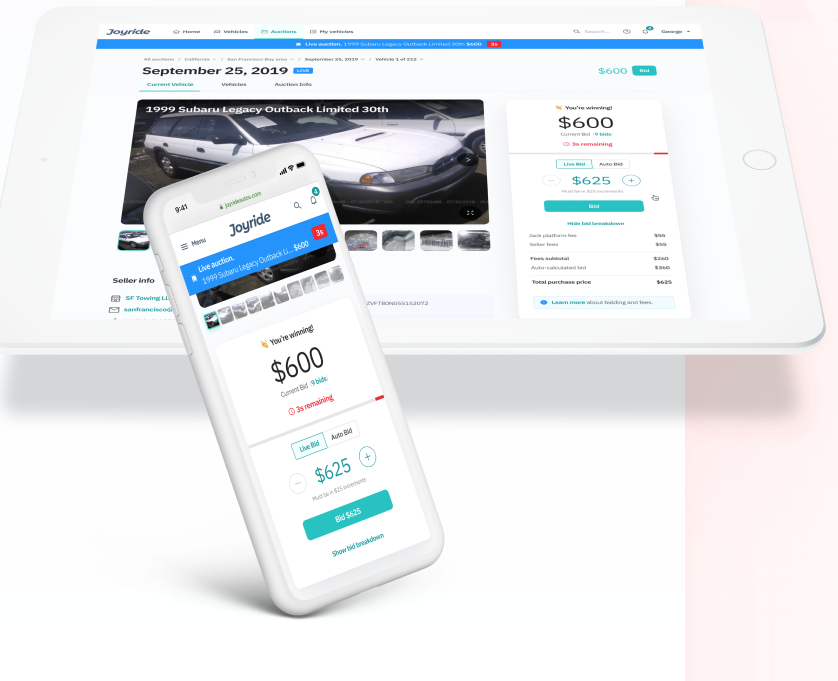 Joyride Home Vehicles Auctions My vehicles Search... 4 George
Live auction. 1999 Subaru Legacy Outback Limited 30th $600 3s
All auctions / California / San Francisco Bay area / September 25, 2019 / Vehicle 1 of 212
September 25, 2019 LIVE
$600 Bid
Current Vehicle Vehicles Auction Info
1999 Subaru Legacy Outback Limited 30th
You're winning!
$600
Current Bid 9 bids
3s remaining
Live Bid Auto Bid
$625
Must be in $25 increments
Bid
Hide bid breakdown
Jack platform fee $55
Seller fees $55
Fees subtotal $260
Auto-calculated bid $360
Total purchase price $625
Learn more about bidding and fees.
Seller info
SF Towing LL
sanfrancisco@
9:41
joyrideautos.com
Menu
Joyride
4
Live auction.
1999 Subaru Legacy Outback Li... $600
3s
You're winning!
$600
Current Bid 9 bids
3s remaining
Live Bid Auto Bid
$625
Must be in $25 increments
Bid $625
Show bid breakdown